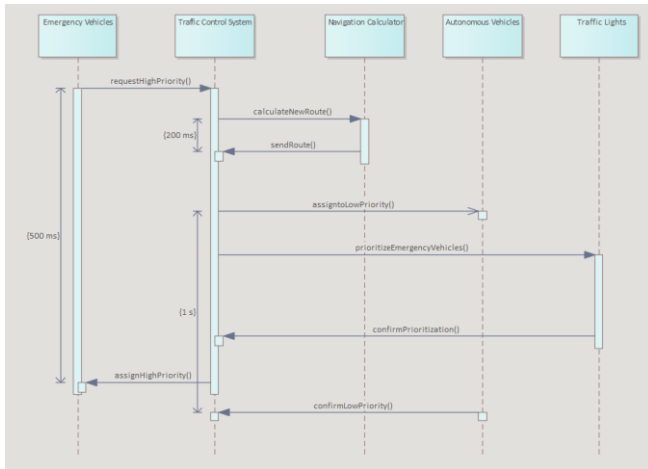 Emergency Vehicles
Traffic Control System
Navigation Calculator
Autonomous Vehicles
Traffic Lights
requestHighPriority()
calculateNewRoute()
{200 ms}
sendRoute()
assigntoLowPriority()
{500 ms}
prioritizeEmergencyVehicles()
{1 s}
confirmPrioritization()
assignHighPriority()
confirmLowPriority()